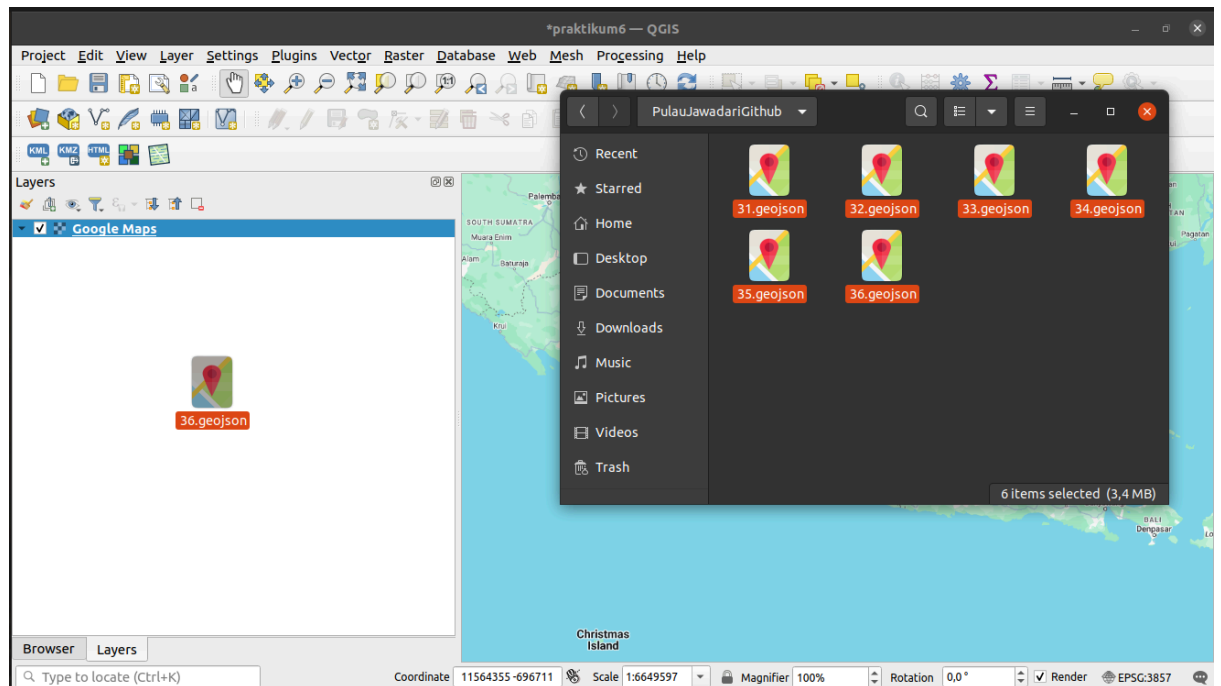 *praktikum6 — QGIS
Project Edit View Layer Settings Plugins Vector Raster Database Web Mesh Processing Help
KML KMZ HTML
Layers
Google Maps
36.geojson
Browser Layers
Type to locate (Ctrl+K)
PulauJawadariGithub
Recent
Starred
Home
Desktop
Documents
Downloads
Music
Pictures
Videos
Trash
31.geojson 32.geojson 33.geojson 34.geojson
35.geojson 36.geojson
6 items selected (3,4 MB)
SOUTH SUMATRA
Muara Enim
Baturaja
Krui
Pagatan
BALI
Denpasar
Christmas
Island
Coordinate 11564355 -696711 Scale 1:6649597 Magnifier 100% Rotation 0,0 ° Render EPSG:3857